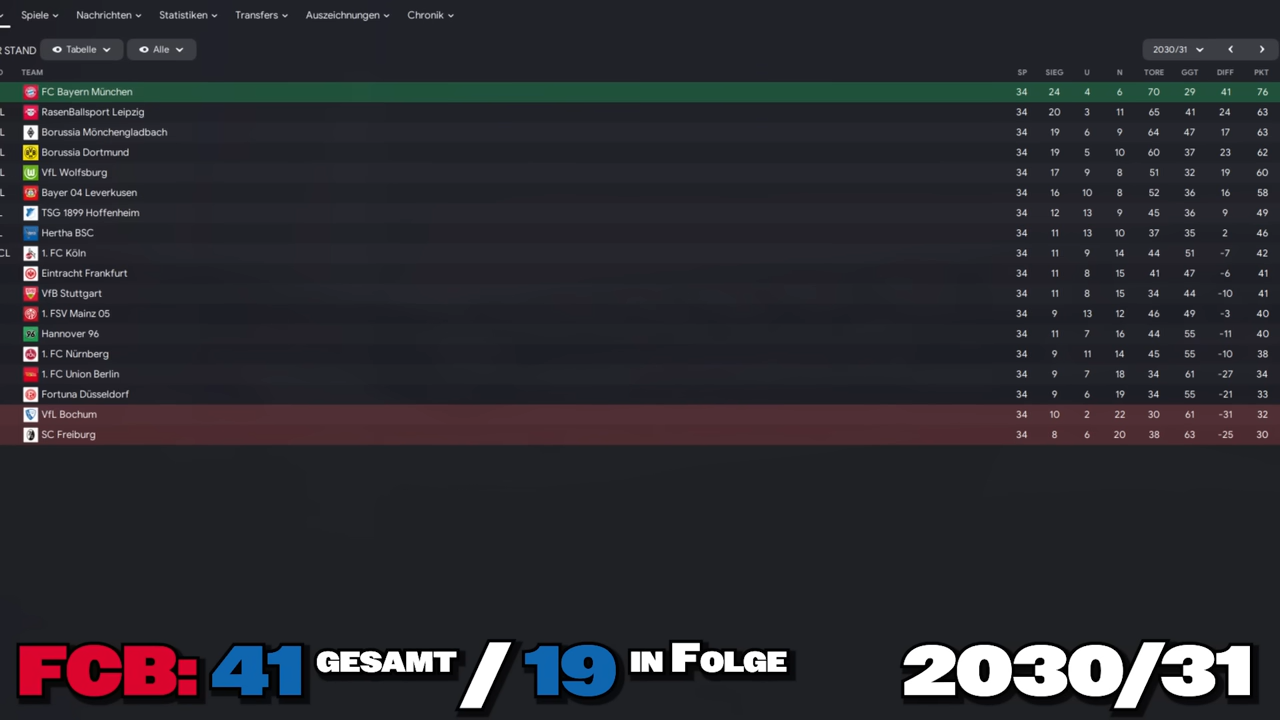 Spiele Nachrichten Statistiken Transfers Auszeichnungen Chronik
R STAND Tabelle Alle 2030/31
D TEAM SP SIEG U N TORE GGT DIFF PKT
FC Bayern München 34 24 4 6 70 29 41 76
L RasenBallsport Leipzig 34 20 3 11 65 41 24 63
L Borussia Mönchengladbach 34 19 6 9 64 47 17 63
L Borussia Dortmund 34 19 5 10 60 37 23 62
L VfL Wolfsburg 34 17 9 8 51 32 19 60
L Bayer 04 Leverkusen 34 16 10 8 52 36 16 58
L TSG 1899 Hoffenheim 34 12 13 9 45 36 9 49
L Hertha BSC 34 11 13 10 37 35 2 46
CL 1. FC Köln 34 11 9 14 44 51 -7 42
Eintracht Frankfurt 34 11 8 15 41 47 -6 41
VfB Stuttgart 34 11 8 15 34 44 -10 41
1. FSV Mainz 05 34 9 13 12 46 49 -3 40
Hannover 96 34 11 7 16 44 55 -11 40
1. FC Nürnberg 34 9 11 14 45 55 -10 38
1. FC Union Berlin 34 9 7 18 34 61 -27 34
Fortuna Düsseldorf 34 9 6 19 34 55 -21 33
VfL Bochum 34 10 2 22 30 61 -31 32
SC Freiburg 34 8 6 20 38 63 -25 30
FCB: 41 GESAMT / 19 IN FOLGE 2030/31